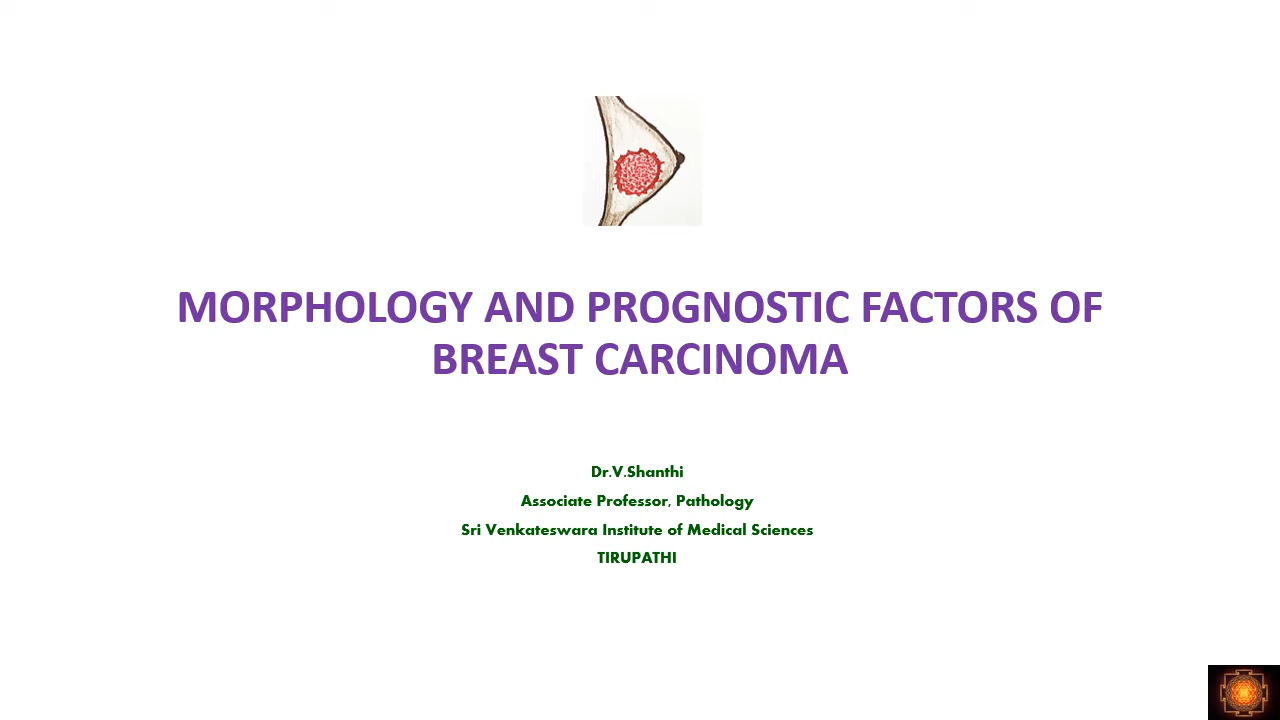 MORPHOLOGY AND PROGNOSTIC FACTORS OF
BREAST CARCINOMA
Dr.V.Shanthi
Associate Professor, Pathology
Sri Venkateswara Institute of Medical Sciences
TIRUPATHI